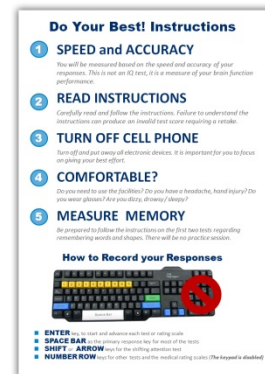 Do Your Best! Instructions
1 SPEED and ACCURACY
You will be measured based on the speed and accuracy of your
responses. This is not an IQ test, it is a measure of your brain function
performance.
2 READ INSTRUCTIONS
Carefully read and follow the instructions. Failure to understand the
instructions can produce an invalid test score requiring a retake.
3 TURN OFF CELL PHONE
Turn off and put away all electronic devices. It is important for you to focus
on giving your best effort.
4 COMFORTABLE?
Do you need to use the facilities? Do you have a headache, hand injury? Do
you wear glasses? Are you dizzy, drowsy / sleepy?
5 MEASURE MEMORY
Be prepared to follow the instructions on the first two tests regarding
remembering words and shapes. There will be no practice session.
How to Record your Responses
ENTER key, to start and advance each test or rating scale
SPACE BAR as the primary response key for most of the tests
SHIFT or ARROW keys for the shifting attention test
NUMBER ROW keys for other tests and the medical rating scales (The keypad is disabled)